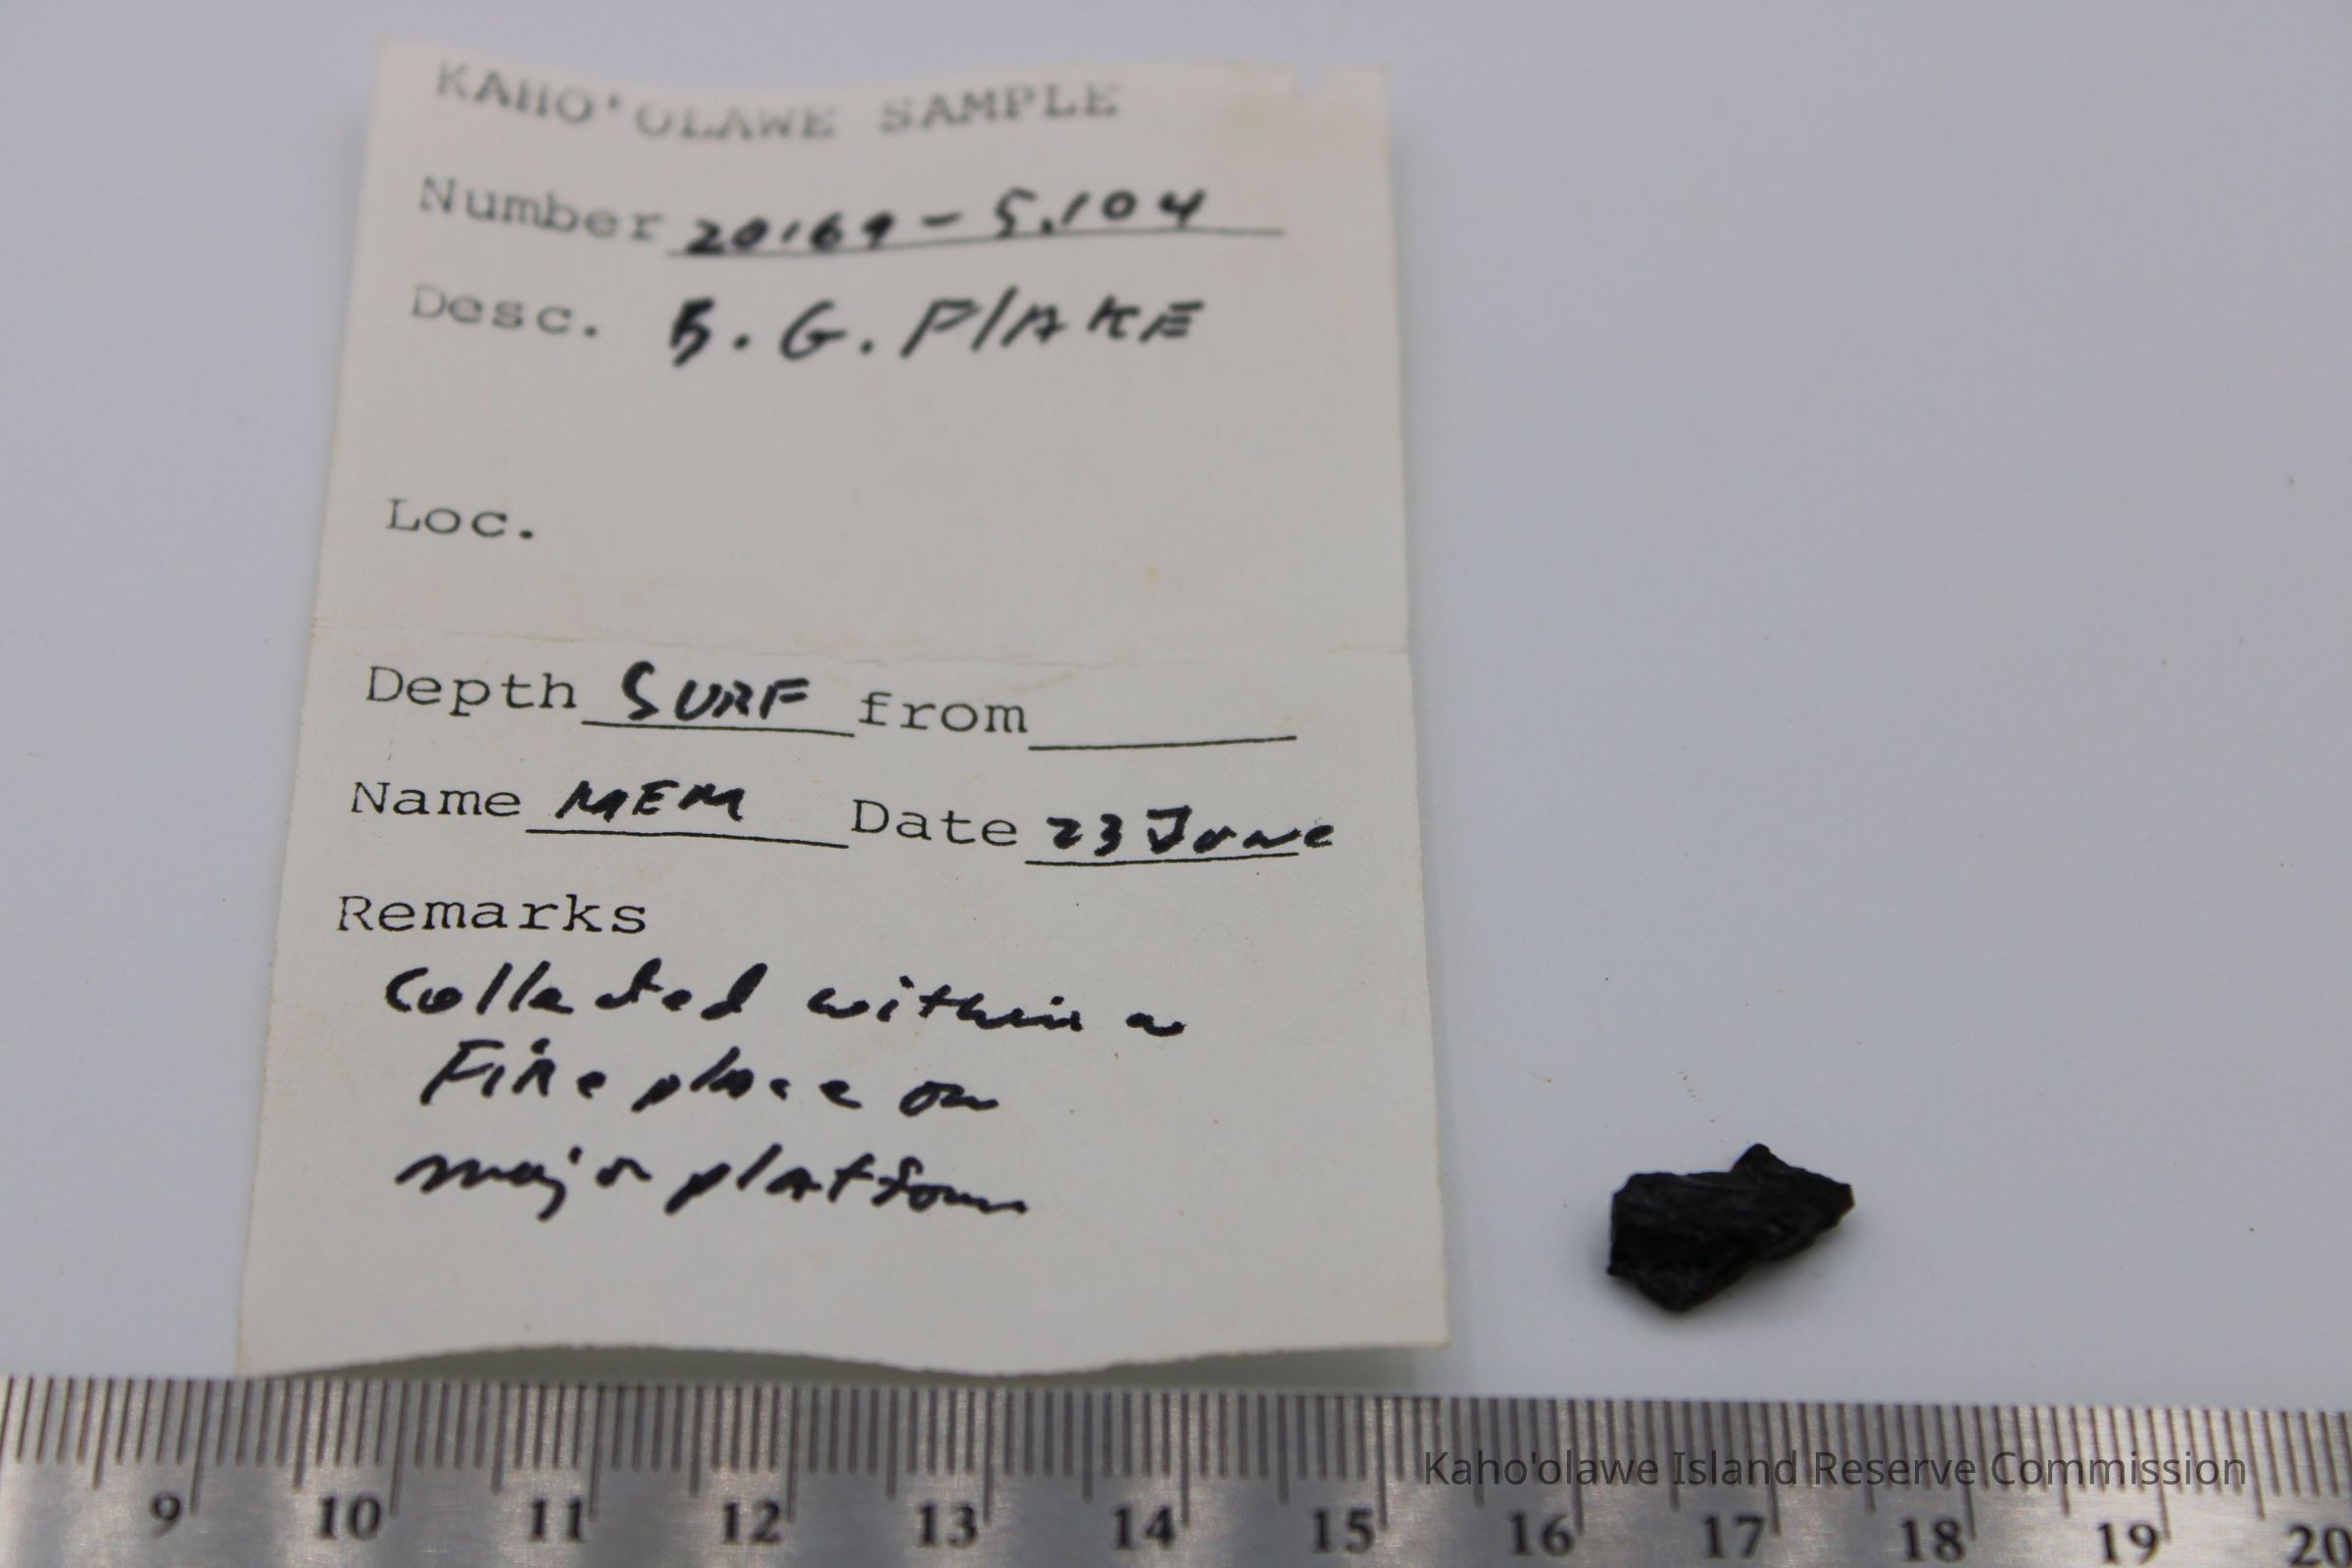 KAHO'OLAWE SAMPLE
Number 20169-5.104
Desc. B.G. FLAKE
Loc.
Depth SURF from
Name MEM Date 23 June
Remarks
Collected within a
Fireplace on
major platform
Kaho'olawe Island Reserve Commission
9 10 11 12 13 14 15 16 17 18 19 20